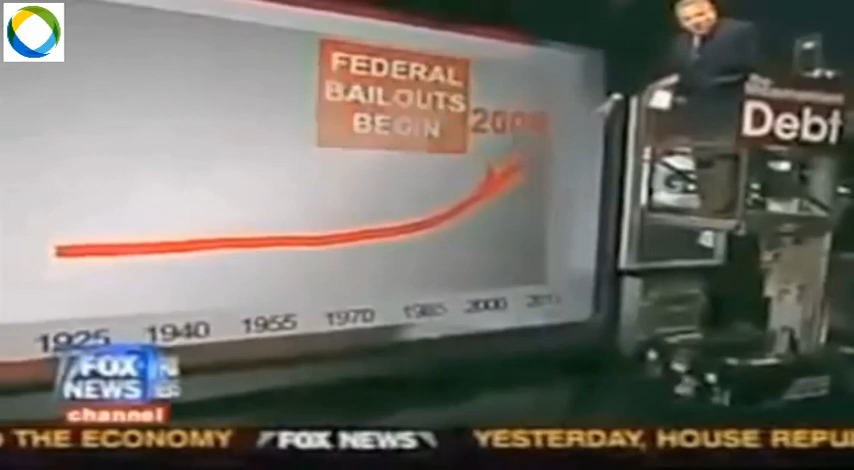 FEDERAL
BAILOUTS
BEGIN
Debt
1925 1940 1955 1970 1985 2000
FOX
NEWS
channel
THE ECONOMY FOX NEWS YESTERDAY, HOUSE REPU